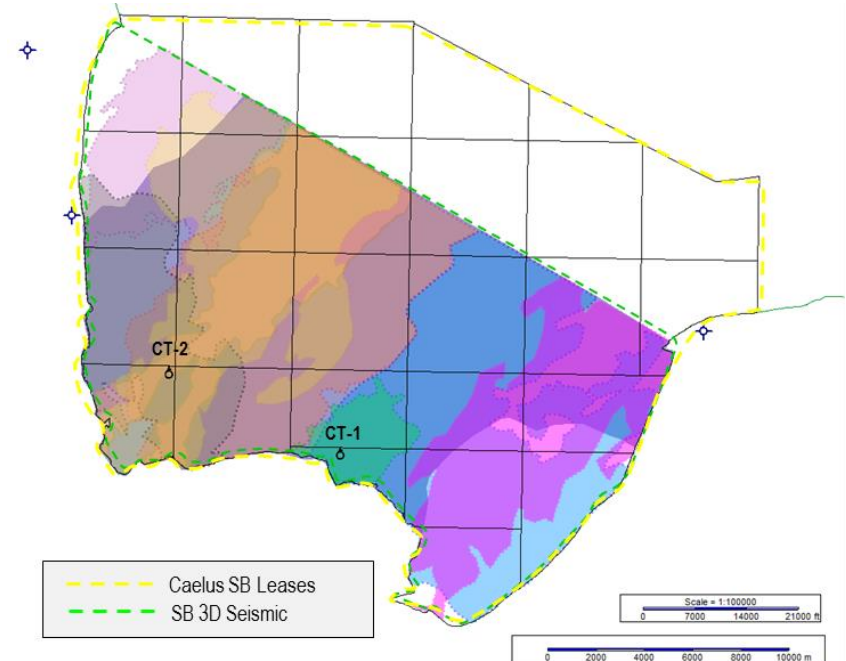 CT-2
CT-1
Caelus SB Leases
SB 3D Seismic
Scale = 1:100000
0 7000 14000 21000 ft
0 2000 4000 6000 8000 10000 m